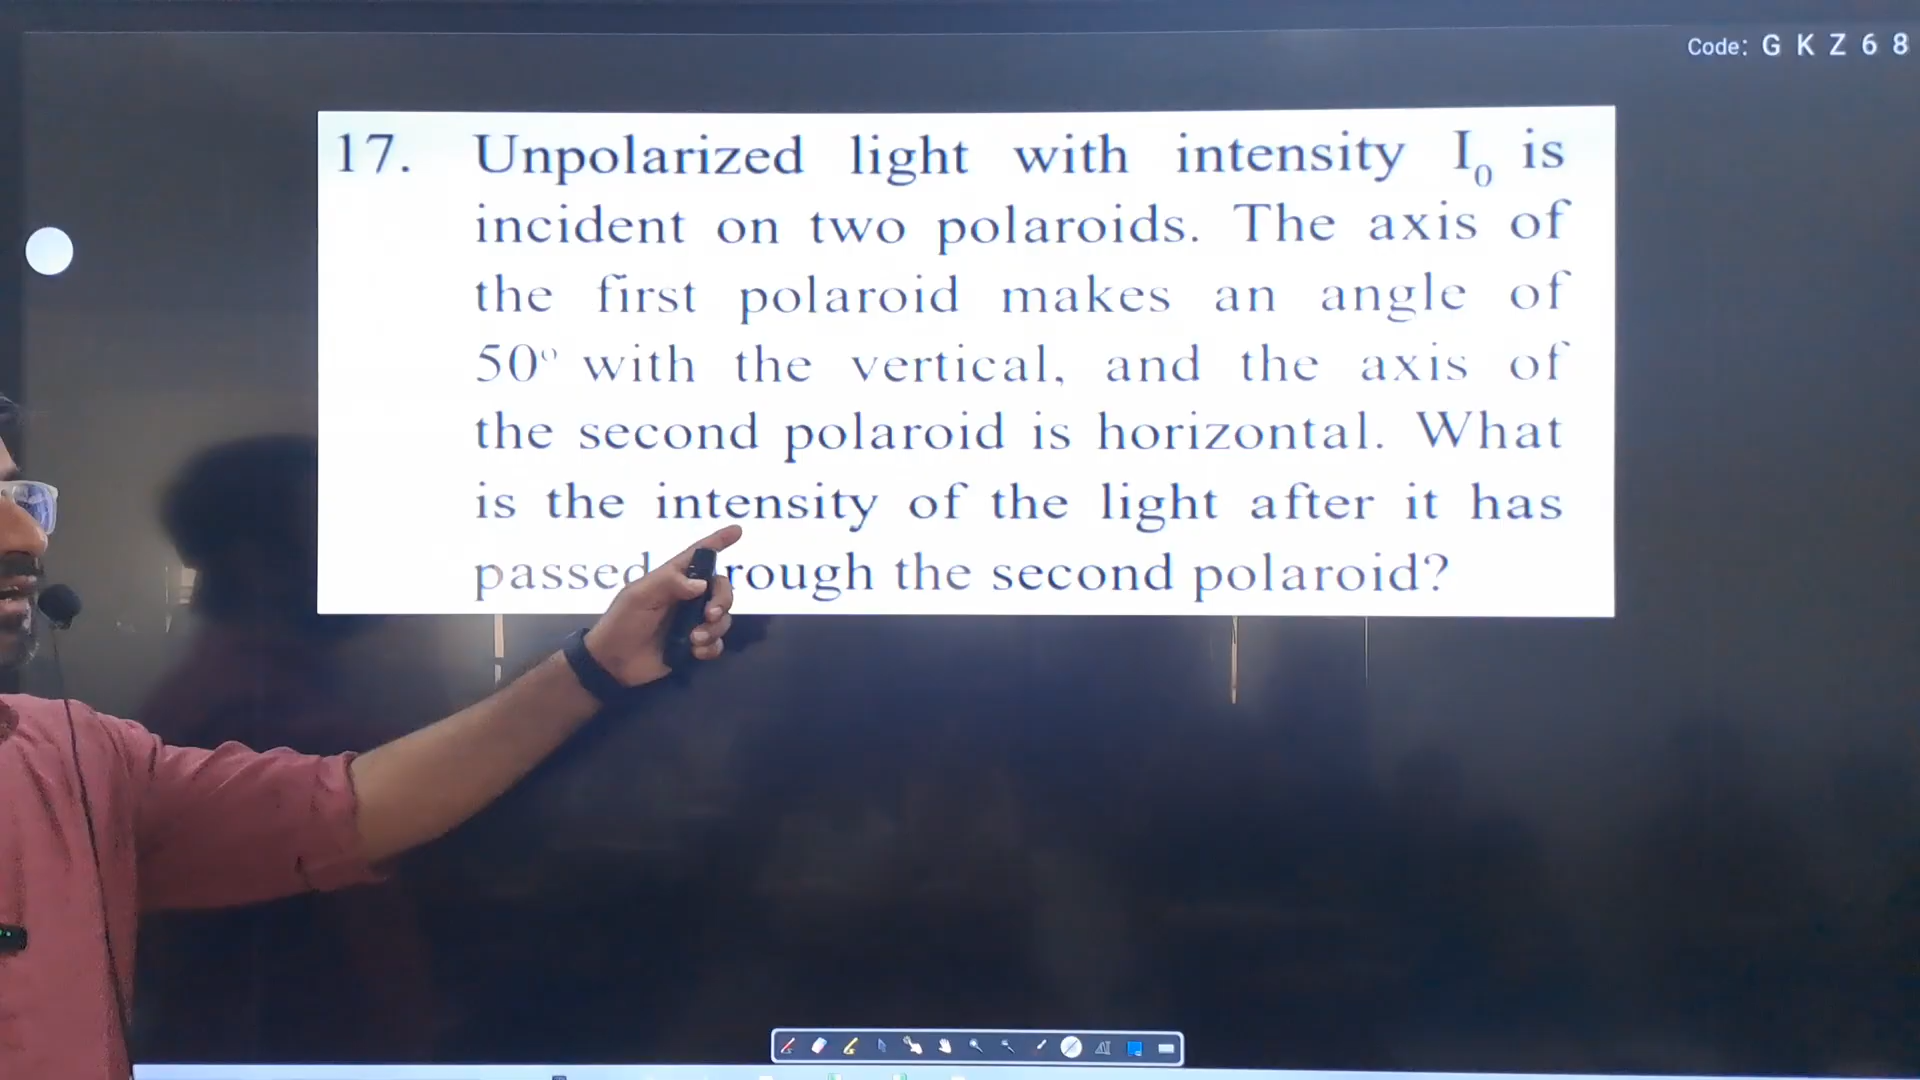 Code: G K Z 6 8
17. Unpolarized light with intensity I₀ is
incident on two polaroids. The axis of
the first polaroid makes an angle of
50° with the vertical, and the axis of
the second polaroid is horizontal. What
is the intensity of the light after it has
passed rough the second polaroid?